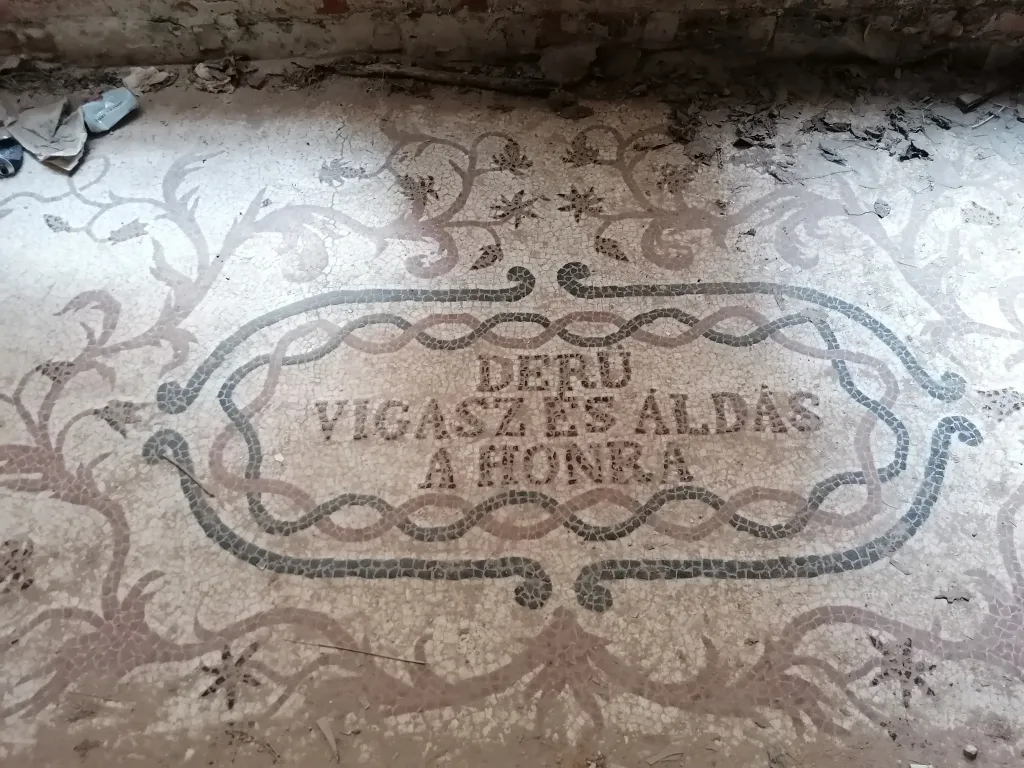 DERŰ
VIGASZ ÉS ÁLDÁS
A HONRA